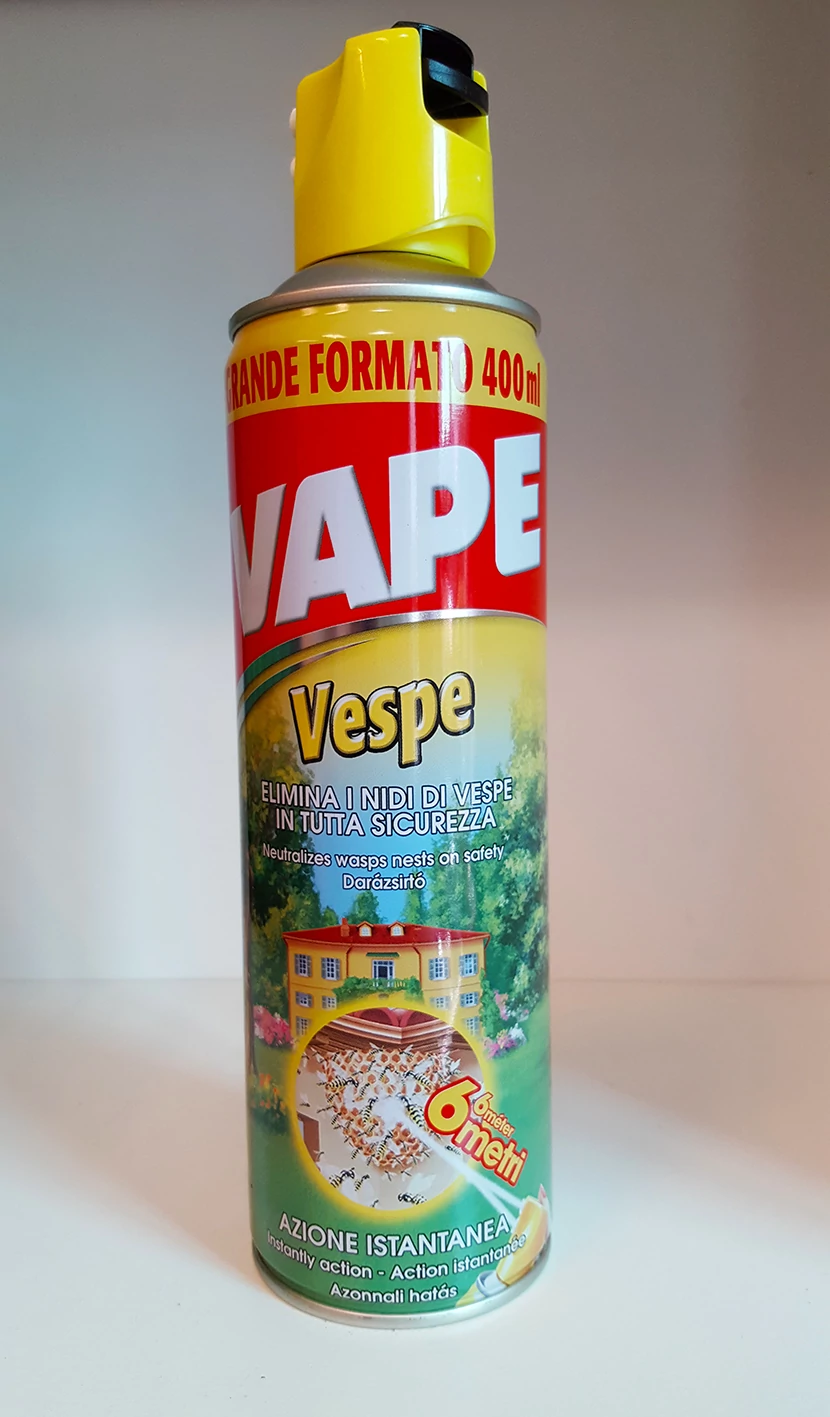 GRANDE FORMATO 400ml
VAPE
Vespe
ELIMINA I NIDI DI VESPE
IN TUTTA SICUREZZA
Neutralizes wasps nests on safety
Darázsirtó
6 méter
6 metri
AZIONE ISTANTANEA
Instantly action - Action istantanée
Azonnali hatás